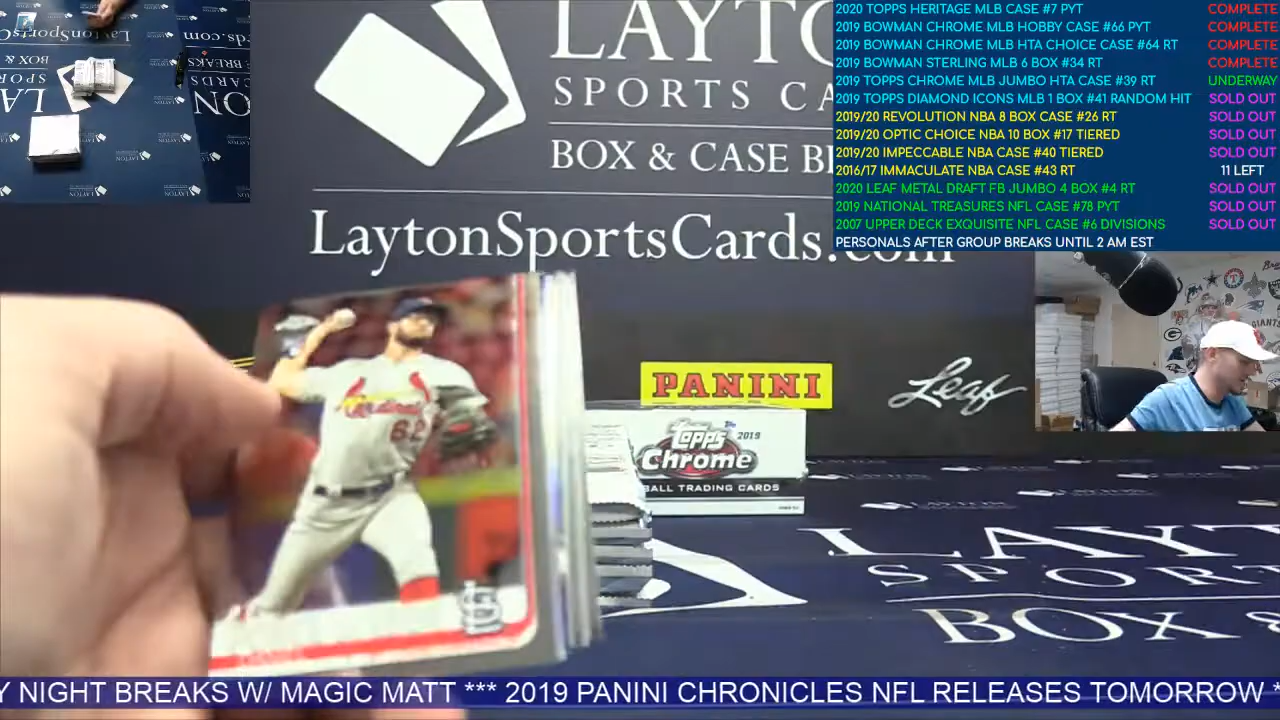 2020 TOPPS HERITAGE MLB CASE #7 PYT COMPLETE
2019 BOWMAN CHROME MLB HOBBY CASE #66 PYT COMPLETE
2019 BOWMAN CHROME MLB HTA CHOICE CASE #64 RT COMPLETE
2019 BOWMAN STERLING MLB 6 BOX #34 RT COMPLETE
2019 TOPPS CHROME MLB JUMBO HTA CASE #39 RT UNDERWAY
2019 TOPPS DIAMOND ICONS MLB 1 BOX #41 RANDOM HIT SOLD OUT
2019/20 REVOLUTION NBA 8 BOX CASE #26 RT SOLD OUT
2019/20 OPTIC CHOICE NBA 10 BOX #17 TIERED SOLD OUT
2019/20 IMPECCABLE NBA CASE #40 TIERED SOLD OUT
2016/17 IMMACULATE NBA CASE #43 RT 11 LEFT
2020 LEAF METAL DRAFT FB JUMBO 4 BOX #4 RT SOLD OUT
2019 NATIONAL TREASURES NFL CASE #78 PYT SOLD OUT
2007 UPPER DECK EXQUISITE NFL CASE #6 DIVISIONS SOLD OUT
PERSONALS AFTER GROUP BREAKS UNTIL 2 AM EST
LAYTO
SPORTS CA
BOX & CASE B
LaytonSportsCards.com
PANINI
Leaf
Topps 2019
Chrome
BALL TRADING CARDS
Cardinals
62
LAYT
SPORT
BOX &
Y NIGHT BREAKS W/ MAGIC MATT *** 2019 PANINI CHRONICLES NFL RELEASES TOMORROW *